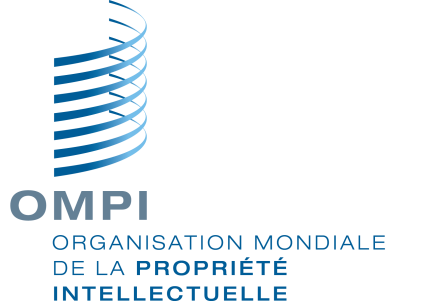 OMPI
ORGANISATION MONDIALE
DE LA PROPRIÉTÉ
INTELLECTUELLE